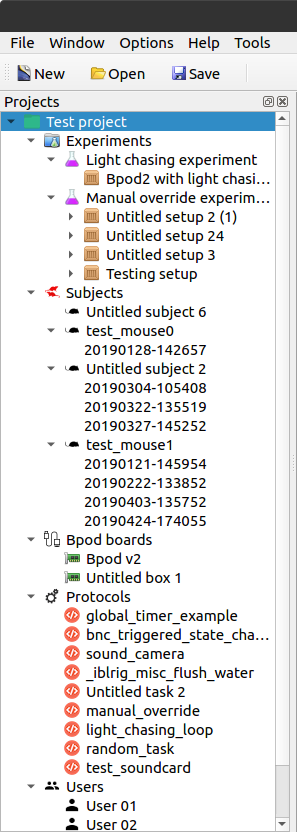 File Window Options Help Tools
New Open Save
Projects
Test project
Experiments
Light chasing experiment
Bpod2 with light chasi...
Manual override experim...
Untitled setup 2 (1)
Untitled setup 24
Untitled setup 3
Testing setup
Subjects
Untitled subject 6
test_mouse0
20190128-142657
Untitled subject 2
20190304-105408
20190322-135519
20190327-145252
test_mouse1
20190121-145954
20190222-133852
20190403-135752
20190424-174055
Bpod boards
Bpod v2
Untitled box 1
Protocols
global_timer_example
bnc_triggered_state_cha...
sound_camera
_iblrig_misc_flush_water
Untitled task 2
manual_override
light_chasing_loop
random_task
test_soundcard
Users
User 01
User 02